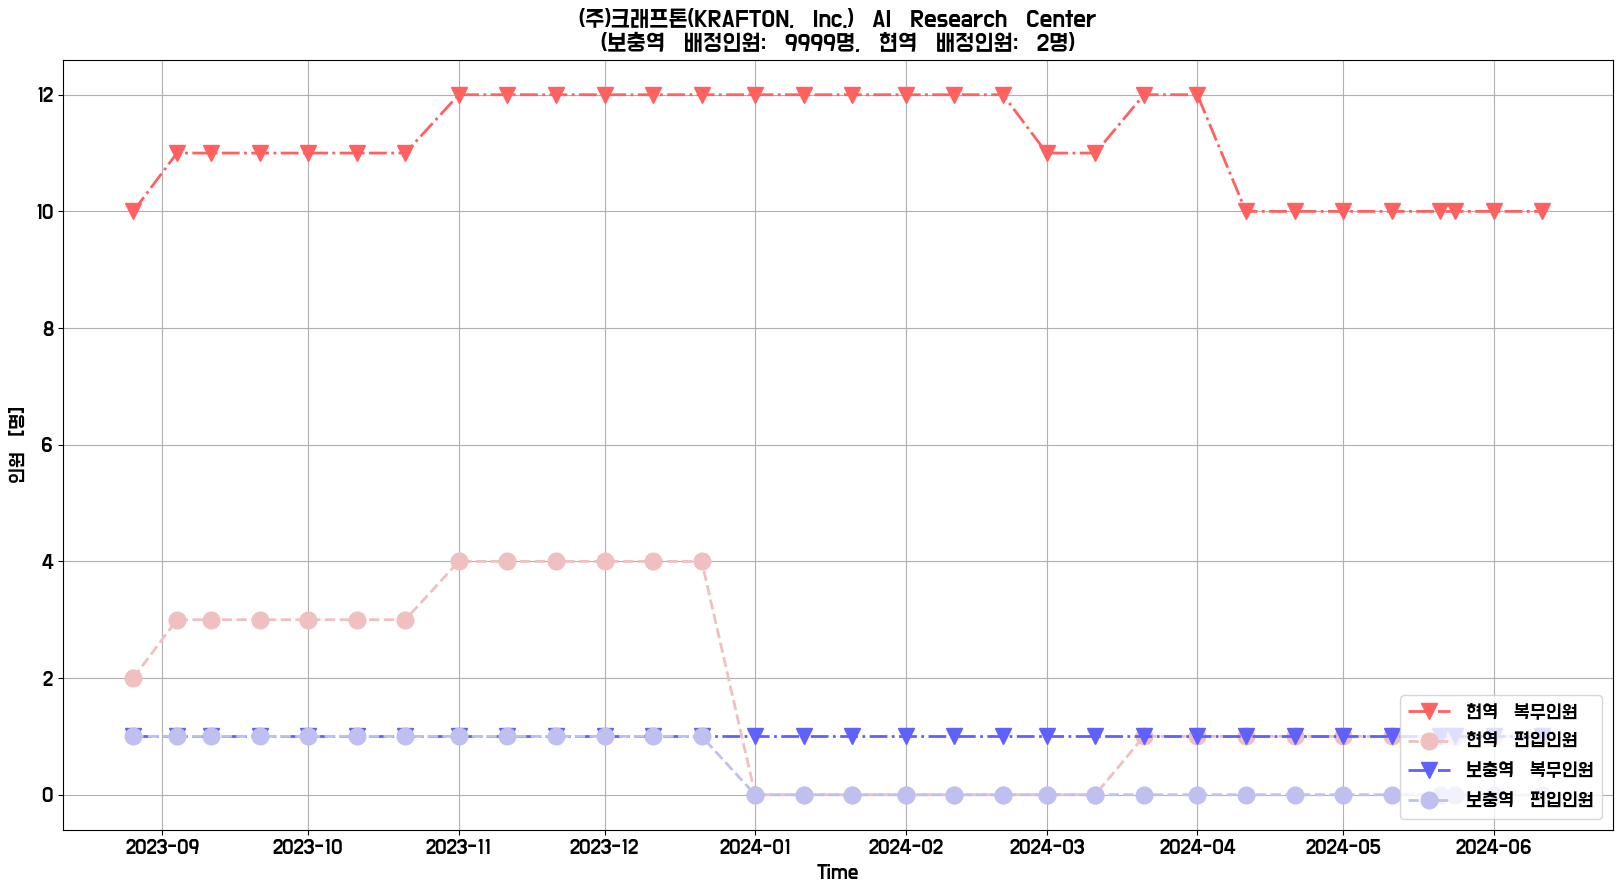 (주)크래프톤(KRAFTON, Inc.) AI Research Center
(보충역 배정인원: 9999명, 현역 배정인원: 2명)
12
10
8
6
4
2
0
인원 [명]
현역 복무인원
현역 편입인원
보충역 복무인원
보충역 편입인원
2023-09 2023-10 2023-11 2023-12 2024-01 2024-02 2024-03 2024-04 2024-05 2024-06
Time